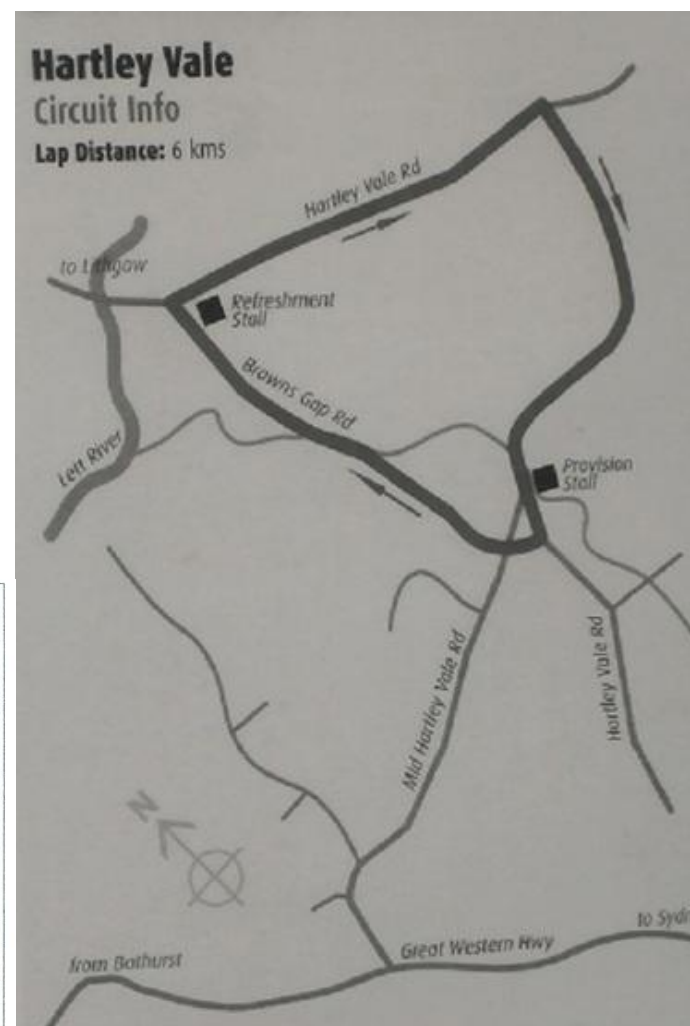 Hartley Vale
Circuit Info
Lap Distance: 6 kms
Hartley Vale Rd
to Lithgow
Refreshment
Stall
Browns Gap Rd
Lett River
Provision
Stall
Mid Hartley Vale Rd
Hartley Vale Rd
N
to Sydn
Great Western Hwy
from Bathurst